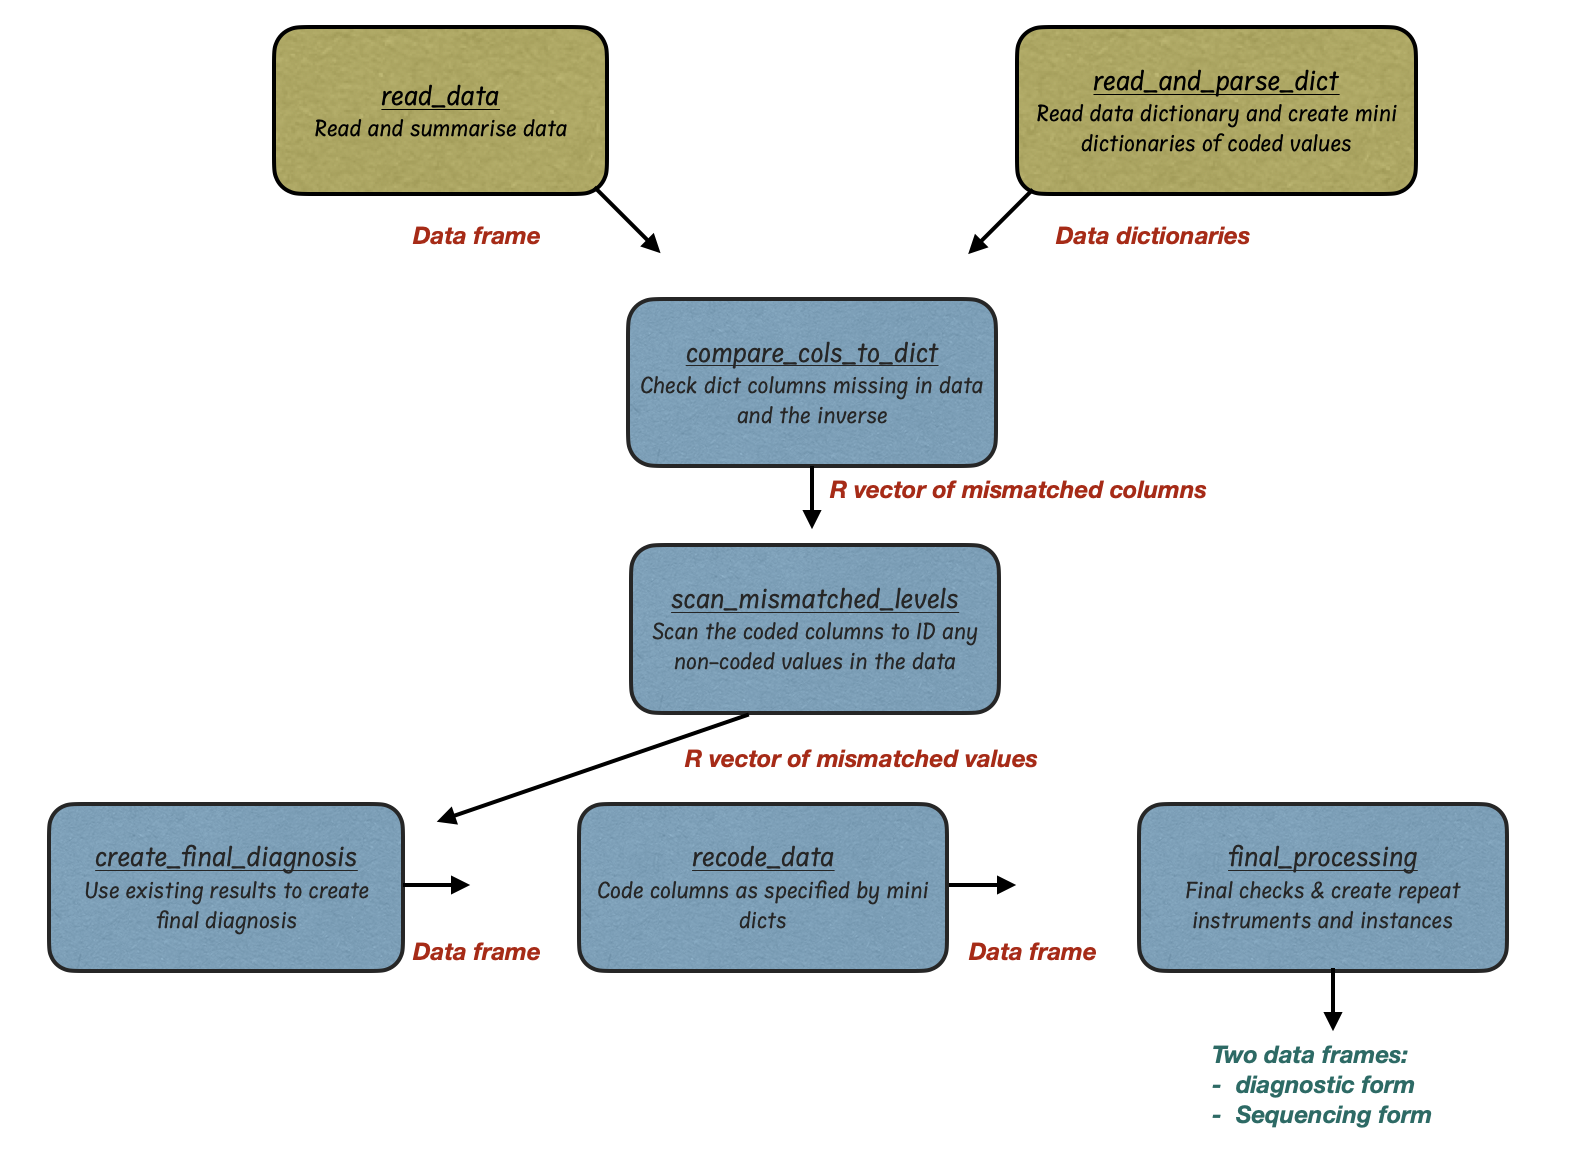 read_data
Read and summarise data
read_and_parse_dict
Read data dictionary and create mini
dictionaries of coded values
Data frame
Data dictionaries
compare_cols_to_dict
Check dict columns missing in data
and the inverse
R vector of mismatched columns
scan_mismatched_levels
Scan the coded columns to ID any
non-coded values in the data
R vector of mismatched values
create_final_diagnosis
Use existing results to create
final diagnosis
Data frame
recode_data
Code columns as specified by mini
dicts
Data frame
final_processing
Final checks & create repeat
instruments and instances
Two data frames:
- diagnostic form
- Sequencing form